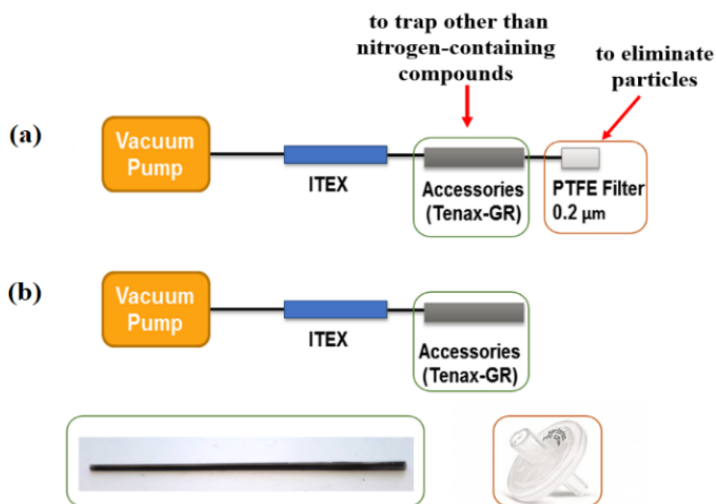 to trap other than
nitrogen-containing
compounds
to eliminate
particles
(a)
Vacuum
Pump
ITEX
Accessories
(Tenax-GR)
PTFE Filter
0.2 µm
(b)
Vacuum
Pump
ITEX
Accessories
(Tenax-GR)